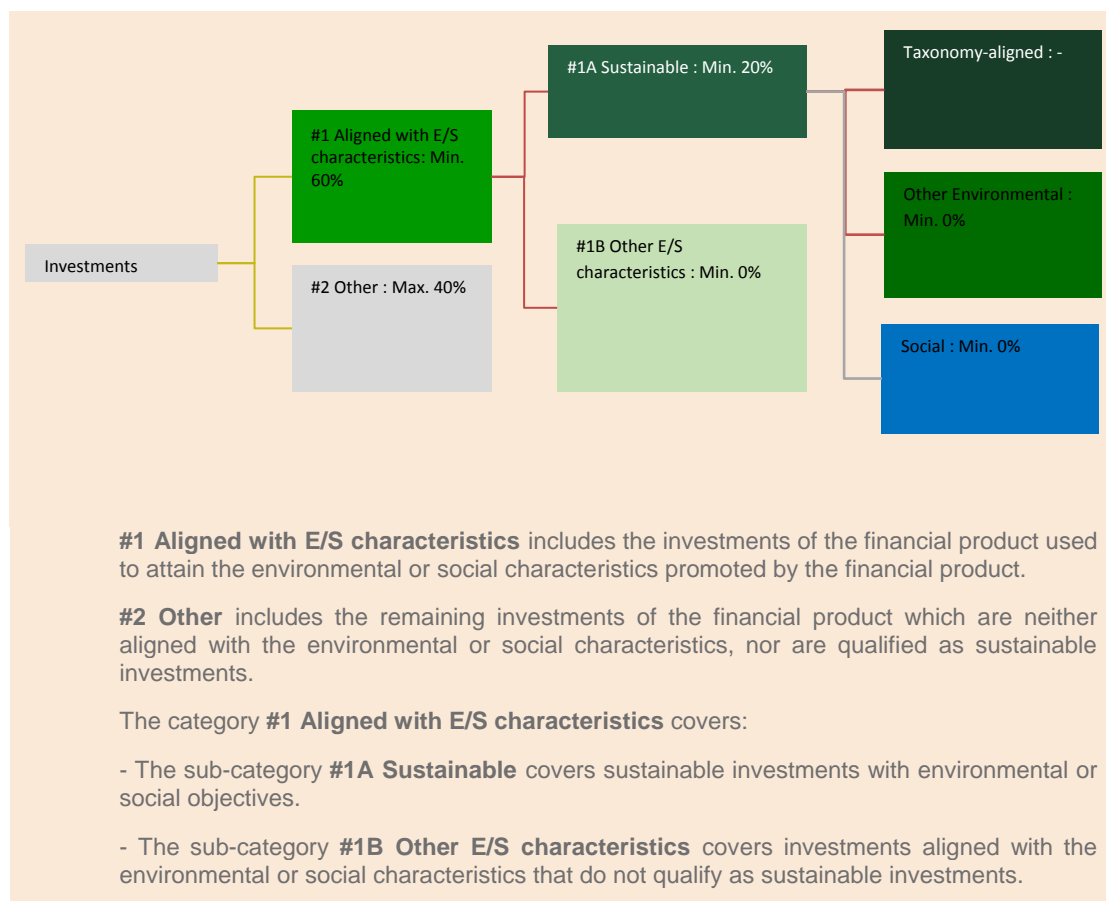 #1A Sustainable : Min. 20%
Taxonomy-aligned : -
#1 Aligned with E/S
characteristics: Min.
60%
Other Environmental :
Min. 0%
#1B Other E/S
characteristics : Min. 0%
Investments
#2 Other : Max. 40%
Social : Min. 0%
#1 Aligned with E/S characteristics includes the investments of the financial product used
to attain the environmental or social characteristics promoted by the financial product.
#2 Other includes the remaining investments of the financial product which are neither
aligned with the environmental or social characteristics, nor are qualified as sustainable
investments.
The category #1 Aligned with E/S characteristics covers:
- The sub-category #1A Sustainable covers sustainable investments with environmental or
social objectives.
- The sub-category #1B Other E/S characteristics covers investments aligned with the
environmental or social characteristics that do not qualify as sustainable investments.